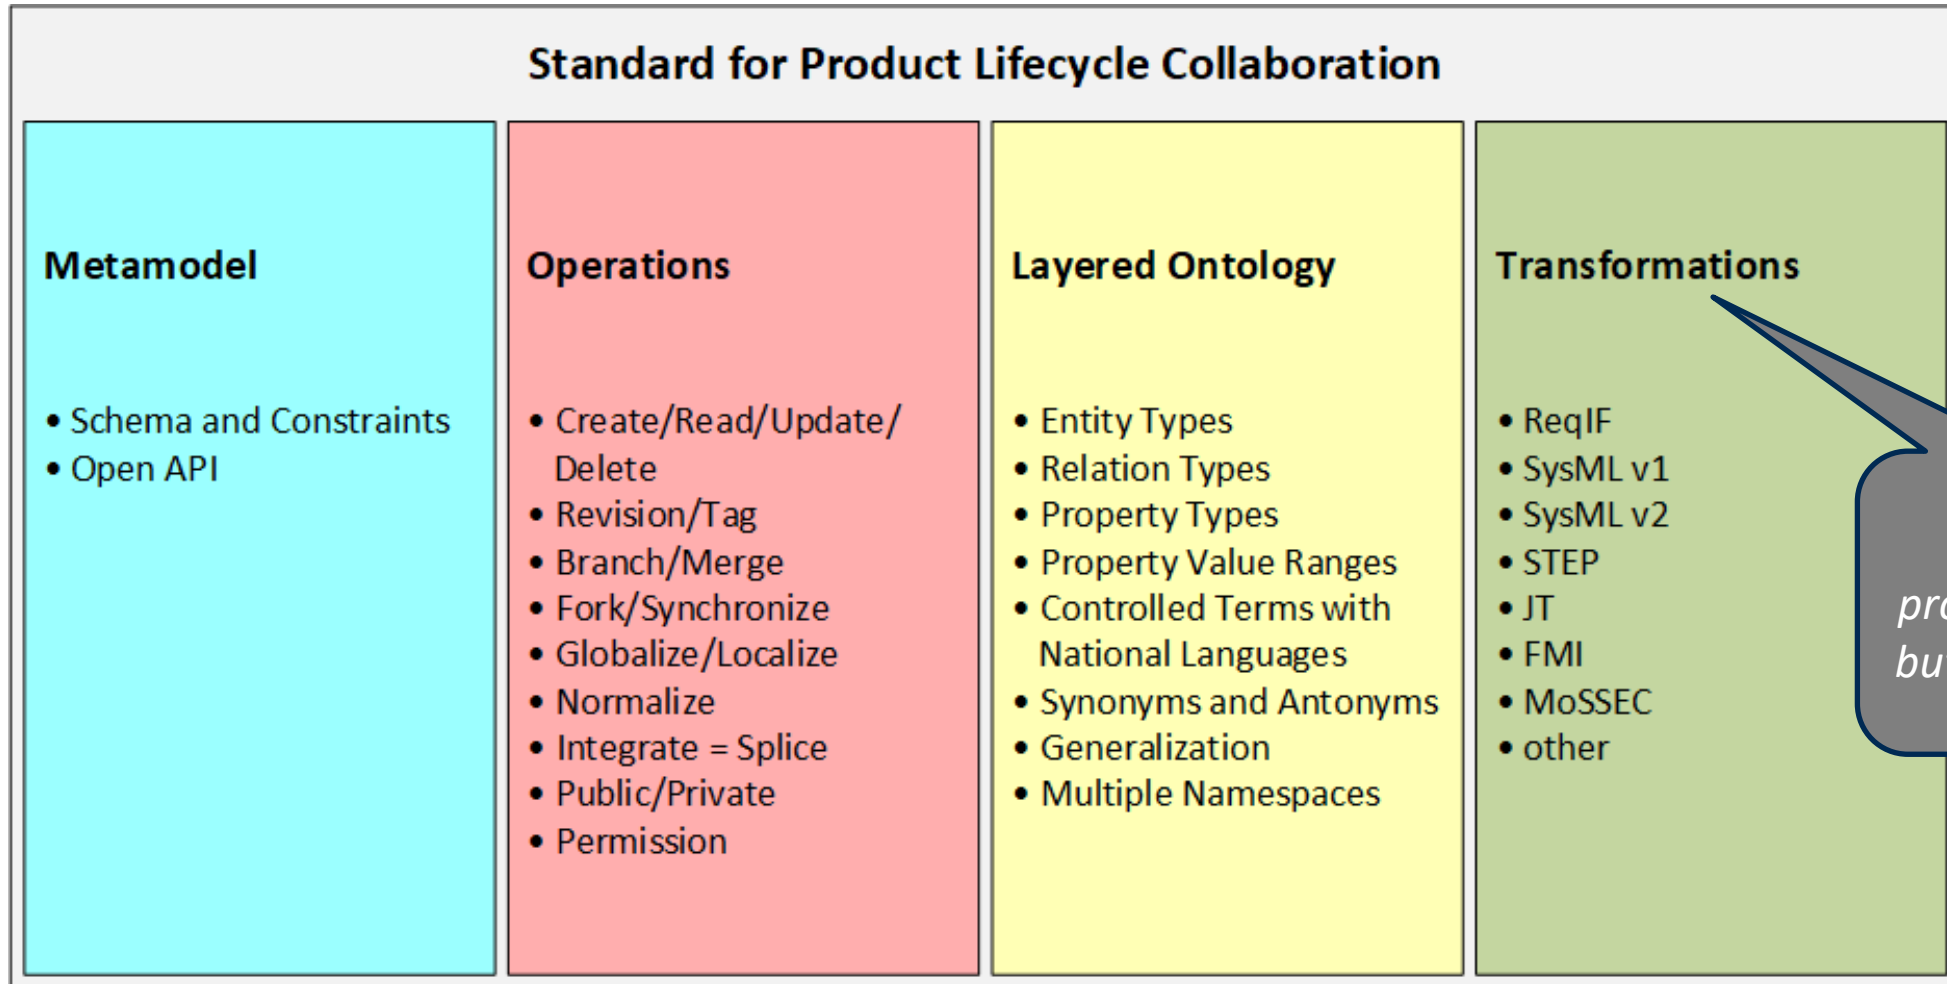 Standard for Product Lifecycle Collaboration
Metamodel
• Schema and Constraints
• Open API
Operations
• Create/Read/Update/
Delete
• Revision/Tag
• Branch/Merge
• Fork/Synchronize
• Globalize/Localize
• Normalize
• Integrate = Splice
• Public/Private
• Permission
Layered Ontology
• Entity Types
• Relation Types
• Property Types
• Property Value Ranges
• Controlled Terms with
National Languages
• Synonyms and Antonyms
• Generalization
• Multiple Namespaces
Transformations
• ReqIF
• SysML v1
• SysML v2
• STEP
• JT
• FMI
• MoSSEC
• other